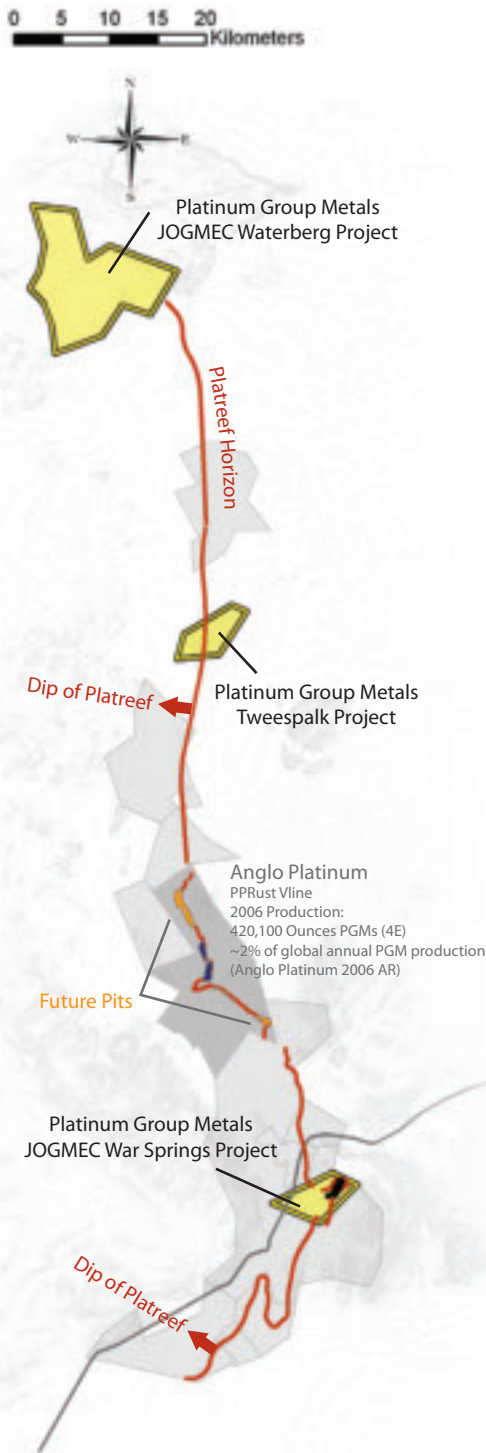 0 5 10 15 20
Kilometers
N
W E
S
Platinum Group Metals
JOGMEC Waterberg Project
Platreef Horizon
Dip of Platreef
Platinum Group Metals
Tweespalk Project
Anglo Platinum
PPRust Vline
2006 Production:
420,100 Ounces PGMs (4E)
~2% of global annual PGM production
(Anglo Platinum 2006 AR)
Future Pits
Platinum Group Metals
JOGMEC War Springs Project
Dip of Platreef